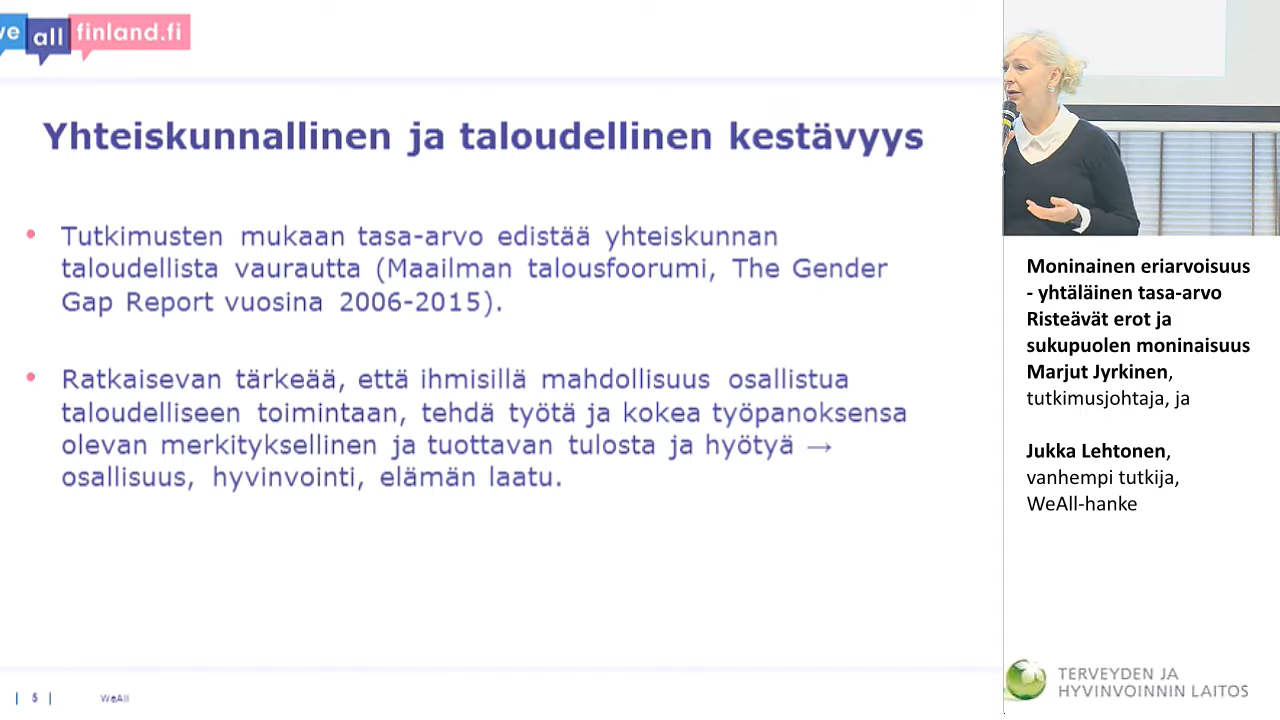 we all finland.fi
Yhteiskunnallinen ja taloudellinen kestävyys
• Tutkimusten mukaan tasa-arvo edistää yhteiskunnan
taloudellista vaurautta (Maailman talousfoorumi, The Gender
Gap Report vuosina 2006-2015).
• Ratkaisevan tärkeää, että ihmisillä mahdollisuus osallistua
taloudelliseen toimintaan, tehdä työtä ja kokea työpanoksensa
olevan merkityksellinen ja tuottavan tulosta ja hyötyä →
osallisuus, hyvinvointi, elämän laatu.
| 5 | WeAll
Moninainen eriarvoisuus
- yhtäläinen tasa-arvo
Risteävät erot ja
sukupuolen moninaisuus
Marjut Jyrkinen,
tutkimusjohtaja, ja
Jukka Lehtonen,
vanhempi tutkija,
WeAll-hanke
TERVEYDEN JA
HYVINVOINNIN LAITOS